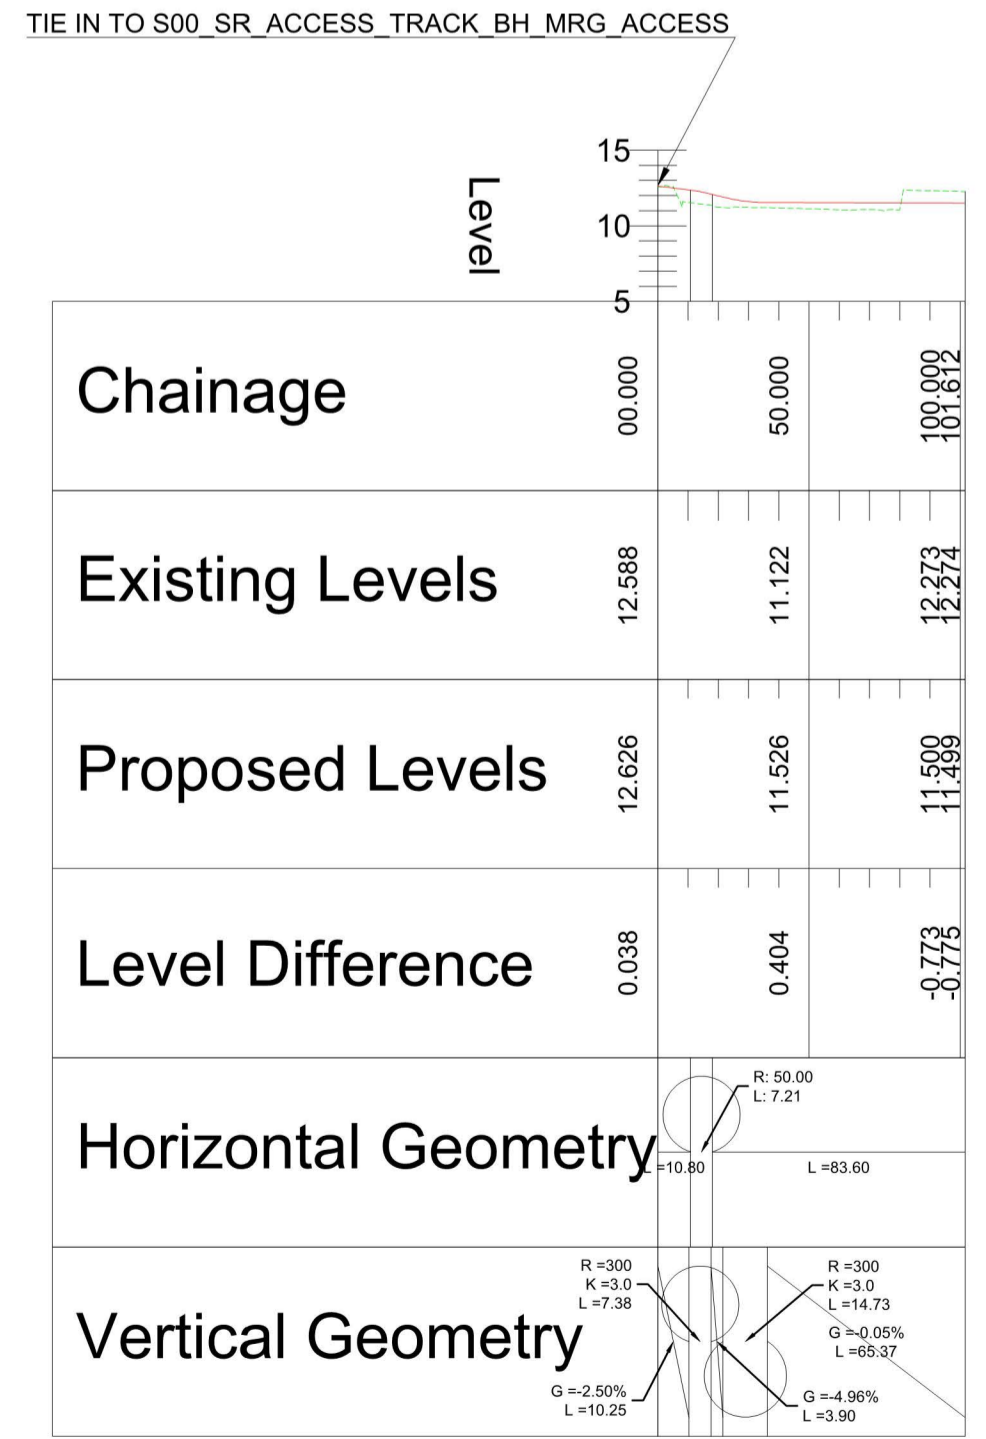 TIE IN TO S00_SR_ACCESS_TRACK_BH_MRG_ACCESS
Level
15
10
5
Chainage
00.000
50.000
100.000
101.612
Existing Levels
12.588
11.122
12.273
12.274
Proposed Levels
12.626
11.526
11.500
11.499
Level Difference
0.038
0.404
-0.773
-0.775
Horizontal Geometry
R: 50.00
L: 7.21
L =10.80
L =83.60
Vertical Geometry
R =300
K =3.0
L =7.38
G =-2.50%
L =10.25
R =300
K =3.0
L =14.73
G =-0.05%
L =65.37
G =-4.96%
L =3.90